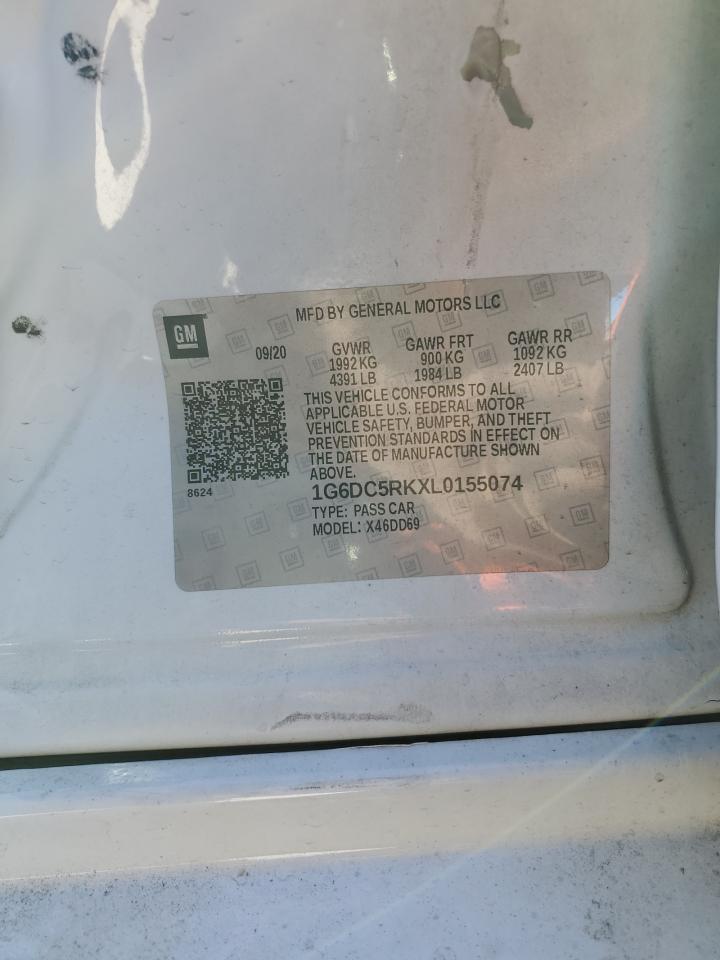 MFD BY GENERAL MOTORS LLC
GM
09/20
GVWR
1992 KG
4391 LB
GAWR FRT
900 KG
1984 LB
GAWR RR
1092 KG
2407 LB
THIS VEHICLE CONFORMS TO ALL
APPLICABLE U.S. FEDERAL MOTOR
VEHICLE SAFETY, BUMPER, AND THEFT
PREVENTION STANDARDS IN EFFECT ON
THE DATE OF MANUFACTURE SHOWN
ABOVE.
8624
1G6DC5RKXL0155074
TYPE: PASS CAR
MODEL: X46DD69